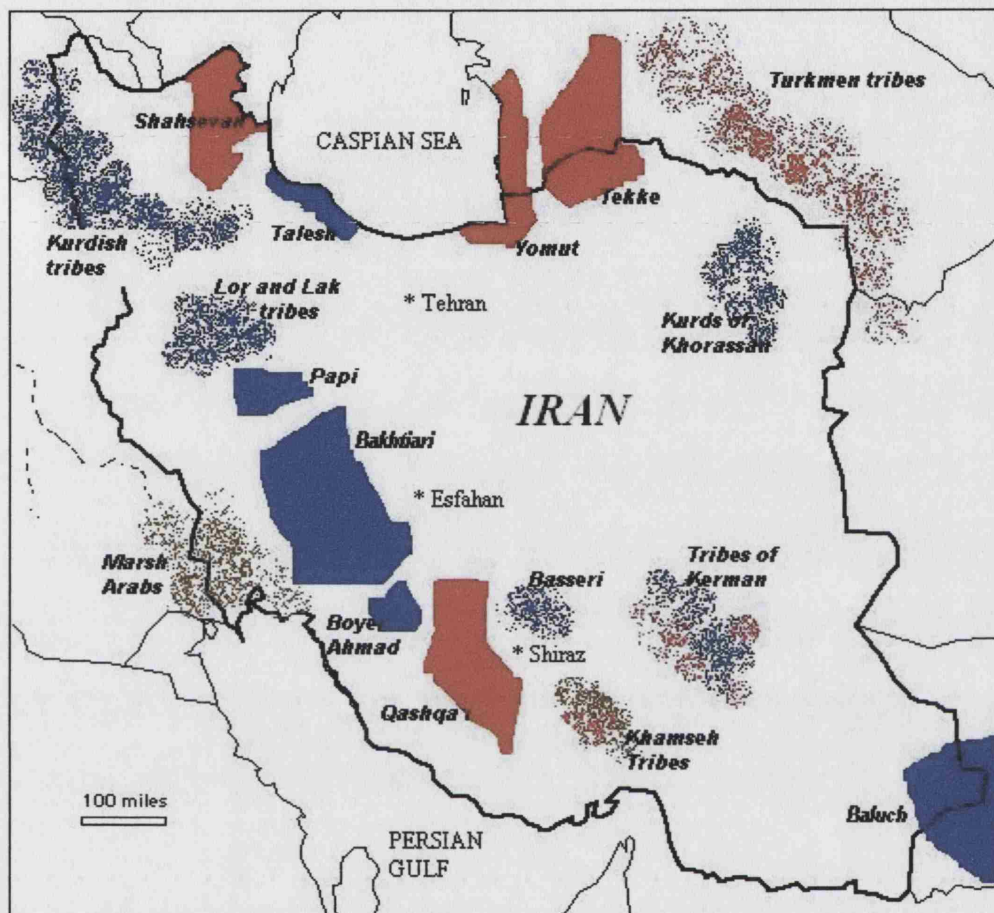 Turkmen tribes
Shahsevan
CASPIAN SEA
Tekke
Talesh
Yomut
Kurdish
tribes
Lor and Lak
tribes
* Tehran
Kurds of
Khorassan
Papi
IRAN
Bakhtiari
* Esfahan
Marsh
Arabs
Basseri
Tribes of
Kerman
Boyer
Ahmad
* Shiraz
Qashqa'i
Khamseh
Tribes
100 miles
Baluch
PERSIAN
GULF